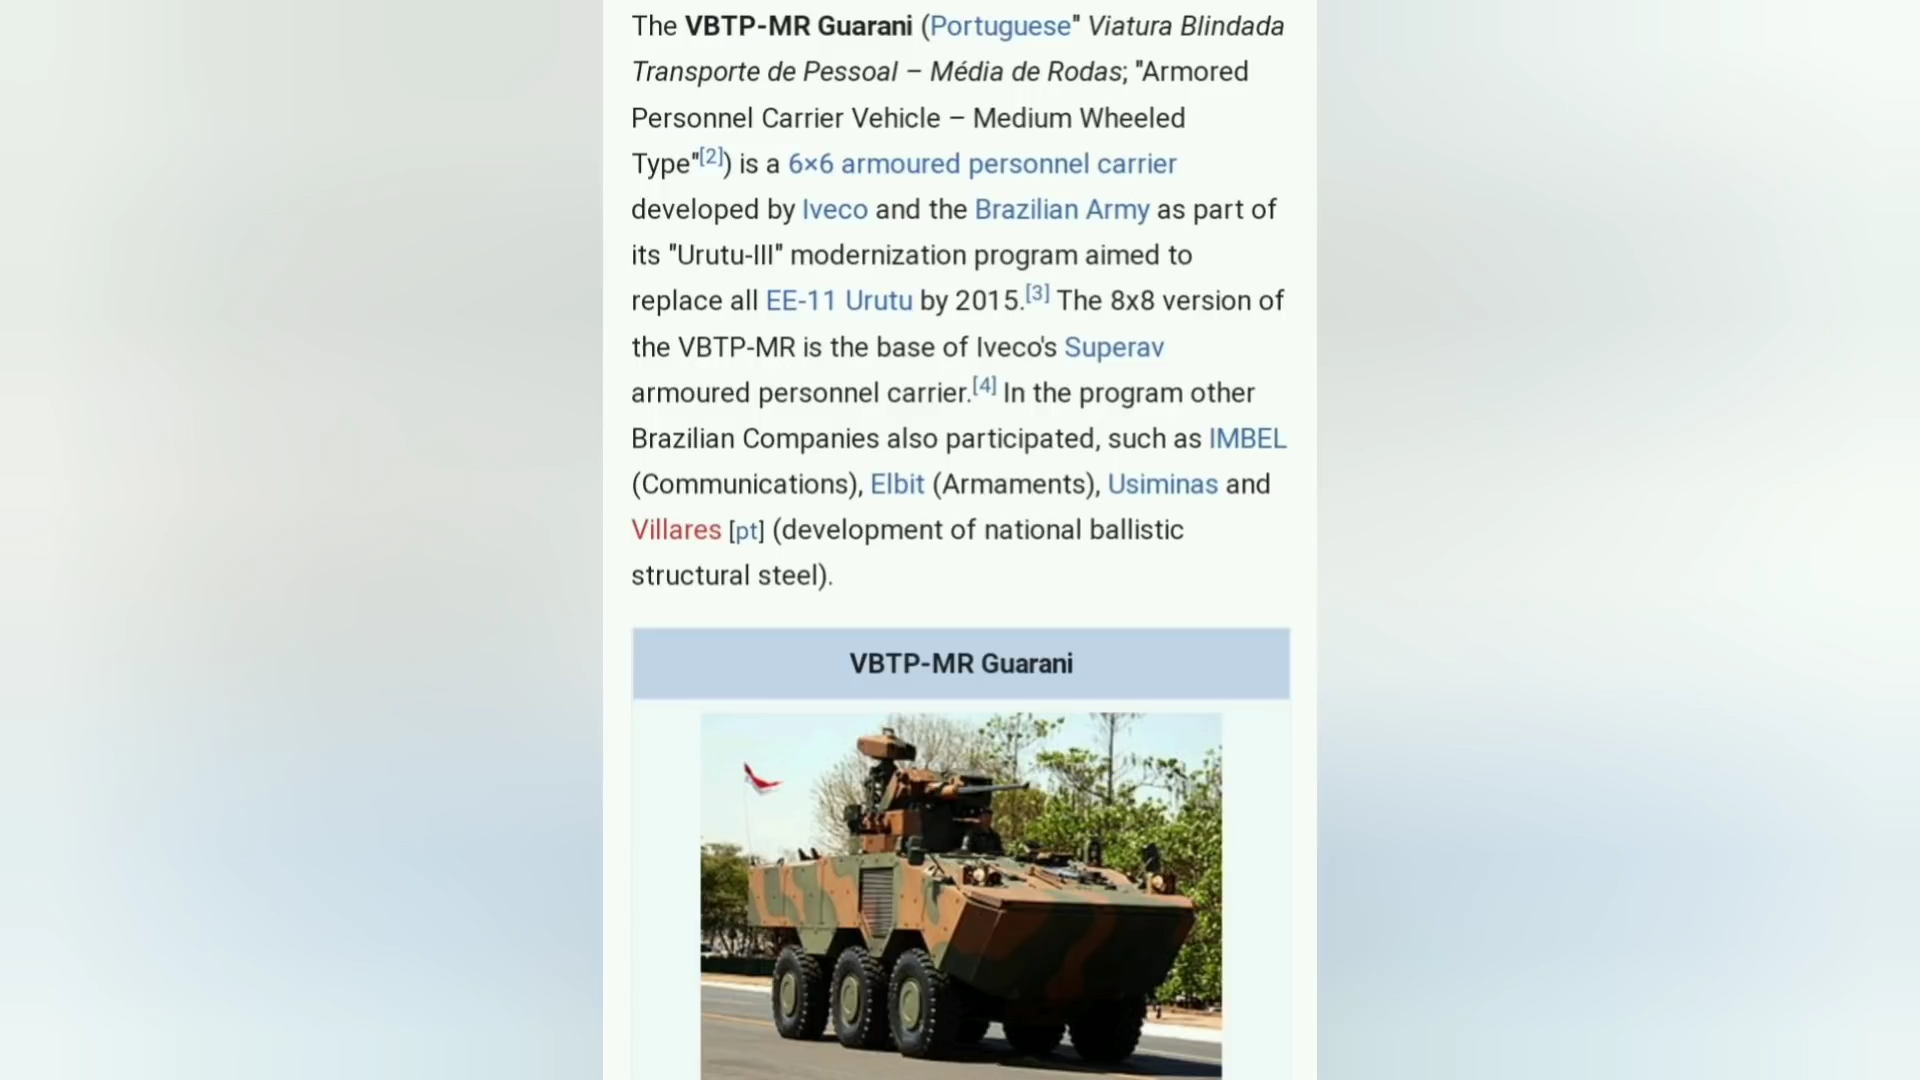 The VBTP-MR Guarani (Portuguese" Viatura Blindada
Transporte de Pessoal – Média de Rodas; "Armored
Personnel Carrier Vehicle – Medium Wheeled
Type"[2]) is a 6×6 armoured personnel carrier
developed by Iveco and the Brazilian Army as part of
its "Urutu-III" modernization program aimed to
replace all EE-11 Urutu by 2015.[3] The 8x8 version of
the VBTP-MR is the base of Iveco's Superav
armoured personnel carrier.[4] In the program other
Brazilian Companies also participated, such as IMBEL
(Communications), Elbit (Armaments), Usiminas and
Villares [pt] (development of national ballistic
structural steel).
VBTP-MR Guarani